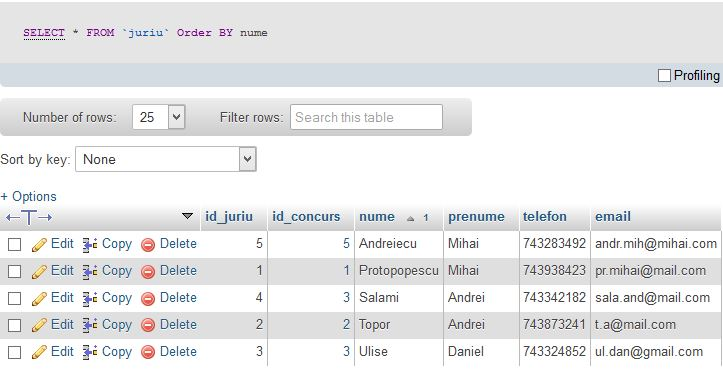 SELECT * FROM `juriu` Order BY nume
Profiling
Number of rows: 25 Filter rows: Search this table
Sort by key: None
+ Options
id_juriu id_concurs nume 1 prenume telefon email
Edit Copy Delete 5 5 Andreiecu Mihai 743283492 andr.mih@mihai.com
Edit Copy Delete 1 1 Protopopescu Mihai 743938423 pr.mihai@mail.com
Edit Copy Delete 4 3 Salami Andrei 743342182 sala.and@mail.com
Edit Copy Delete 2 2 Topor Andrei 743873241 t.a@mail.com
Edit Copy Delete 3 3 Ulise Daniel 743324852 ul.dan@gmail.com